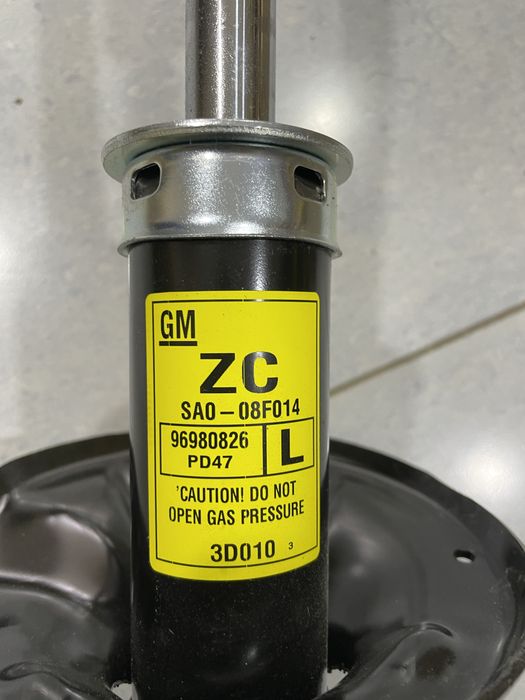 GM
ZC
SA0-08F014
96980826
PD47
L
'CAUTION! DO NOT
OPEN GAS PRESSURE
3D010 3